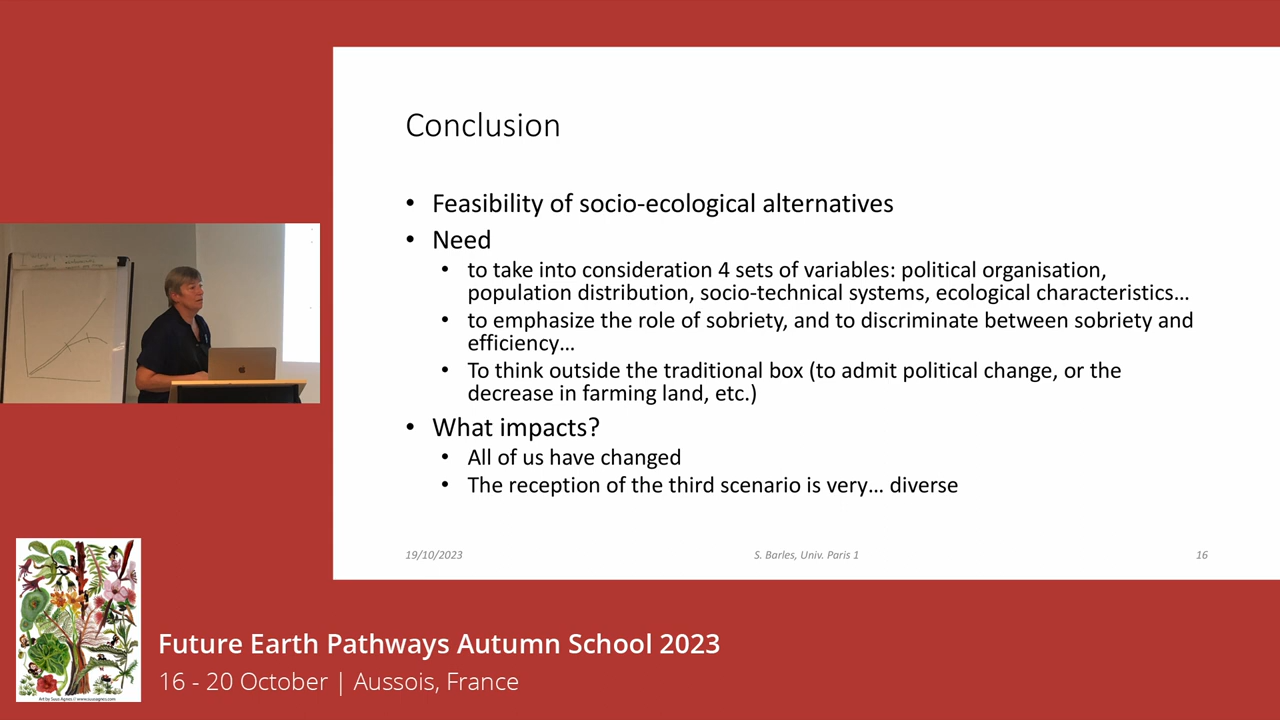 Conclusion
• Feasibility of socio-ecological alternatives
• Need
• to take into consideration 4 sets of variables: political organisation,
population distribution, socio-technical systems, ecological characteristics…
• to emphasize the role of sobriety, and to discriminate between sobriety and
efficiency…
• To think outside the traditional box (to admit political change, or the
decrease in farming land, etc.)
• What impacts?
• All of us have changed
• The reception of the third scenario is very… diverse
19/10/2023
S. Barles, Univ. Paris 1
16
Future Earth Pathways Autumn School 2023
16 - 20 October | Aussois, France